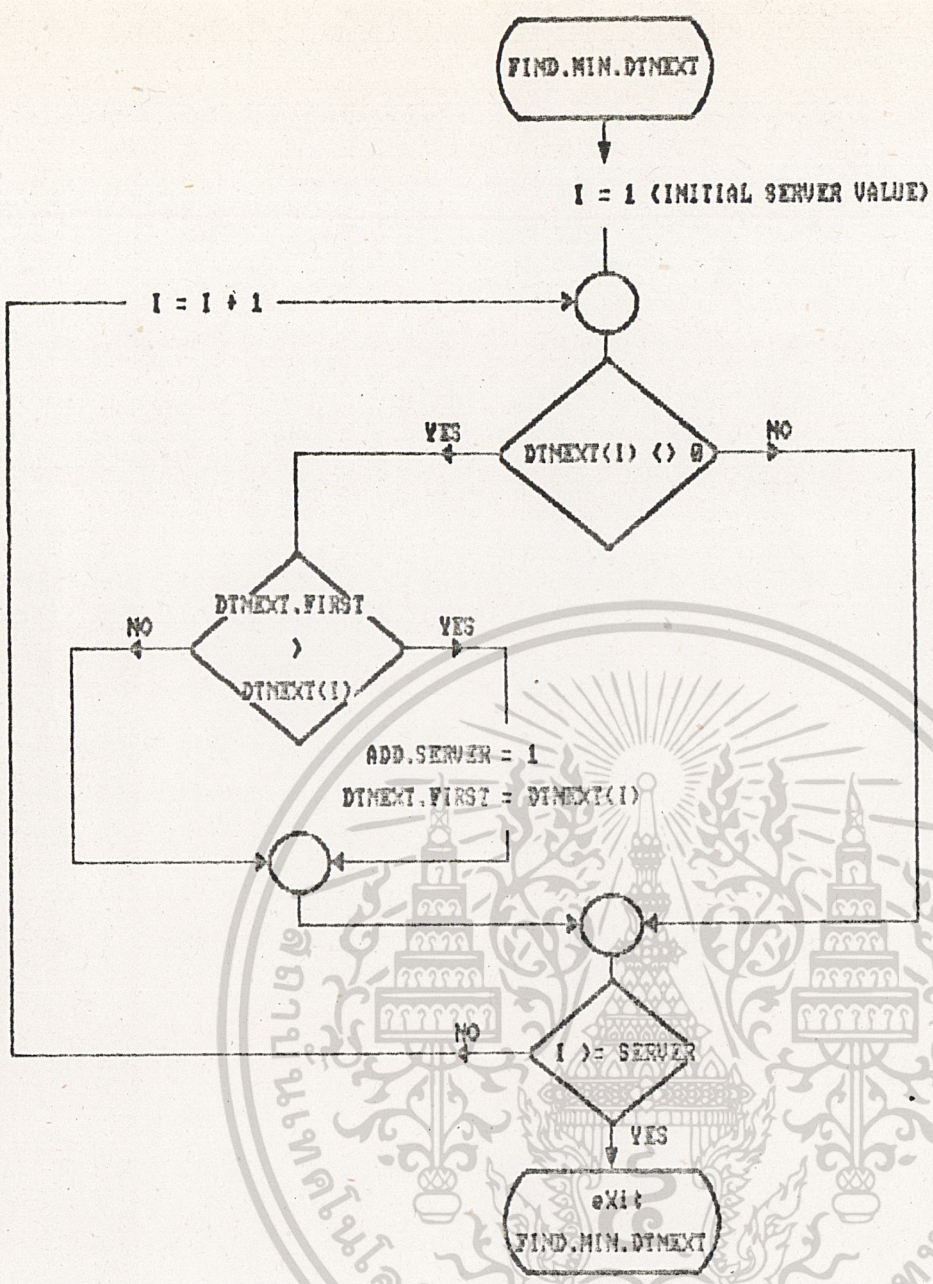 FIND.MIN.DTNEXT
I = 1 (INITIAL SERVER VALUE)
I = I + 1
DTNEXT(I) <> 0
YES
NO
DTNEXT.FIRST
>
DTNEXT(I)
NO
YES
ADD.SERVER = 1
DTNEXT.FIRST = DTNEXT(I)
I >= SERVER
NO
YES
eXit
FIND.MIN.DTNEXT